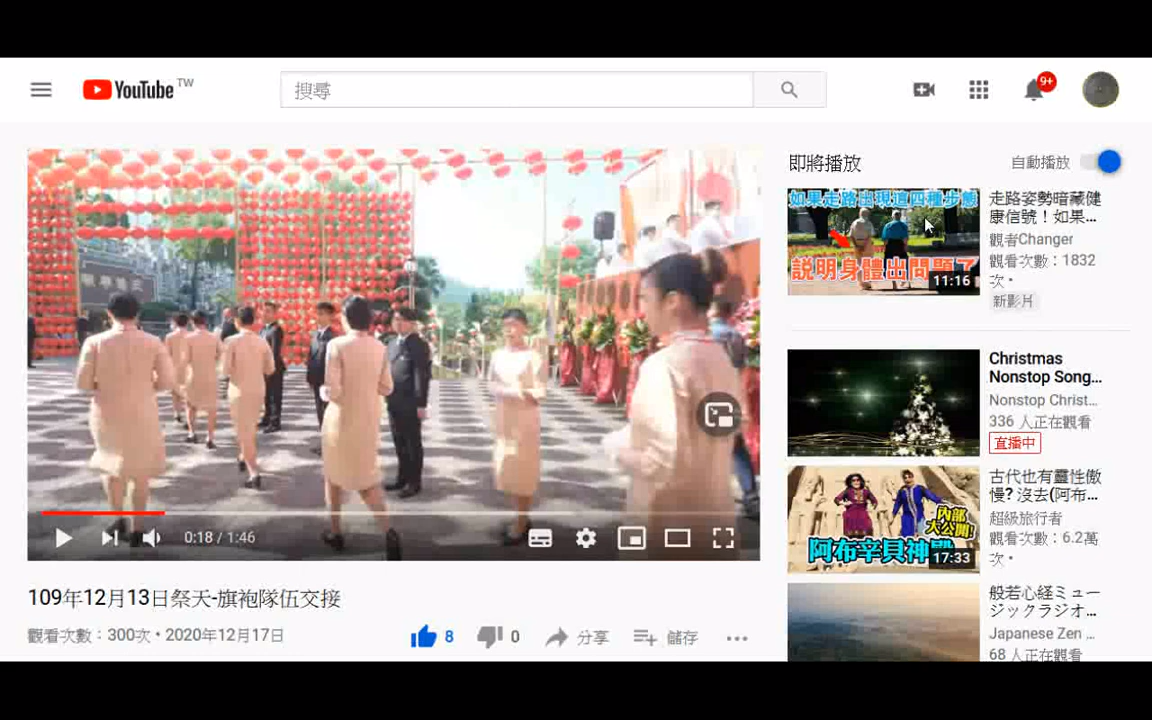 YouTube TW
搜尋
9+
0:18 / 1:46
109年12月13日祭天-旗袍隊伍交接
觀看次數：300次 • 2020年12月17日
8
0
分享
儲存
即將播放
自動播放
如果走路出現這四種步態
說明身體出問題了
11:16
走路姿勢暗藏健
康信號！如果...
觀者Changer
觀看次數：1832
次 •
新影片
Christmas
Nonstop Song...
Nonstop Christ...
336 人正在觀看
直播中
內部
大公開!
阿布辛貝神殿
17:33
古代也有靈性傲
慢? 沒去(阿布...
超級旅行者
觀看次數：6.2萬
次 •
般若心経ミュー
ジックラジオ...
Japanese Zen ...
68 人正在觀看